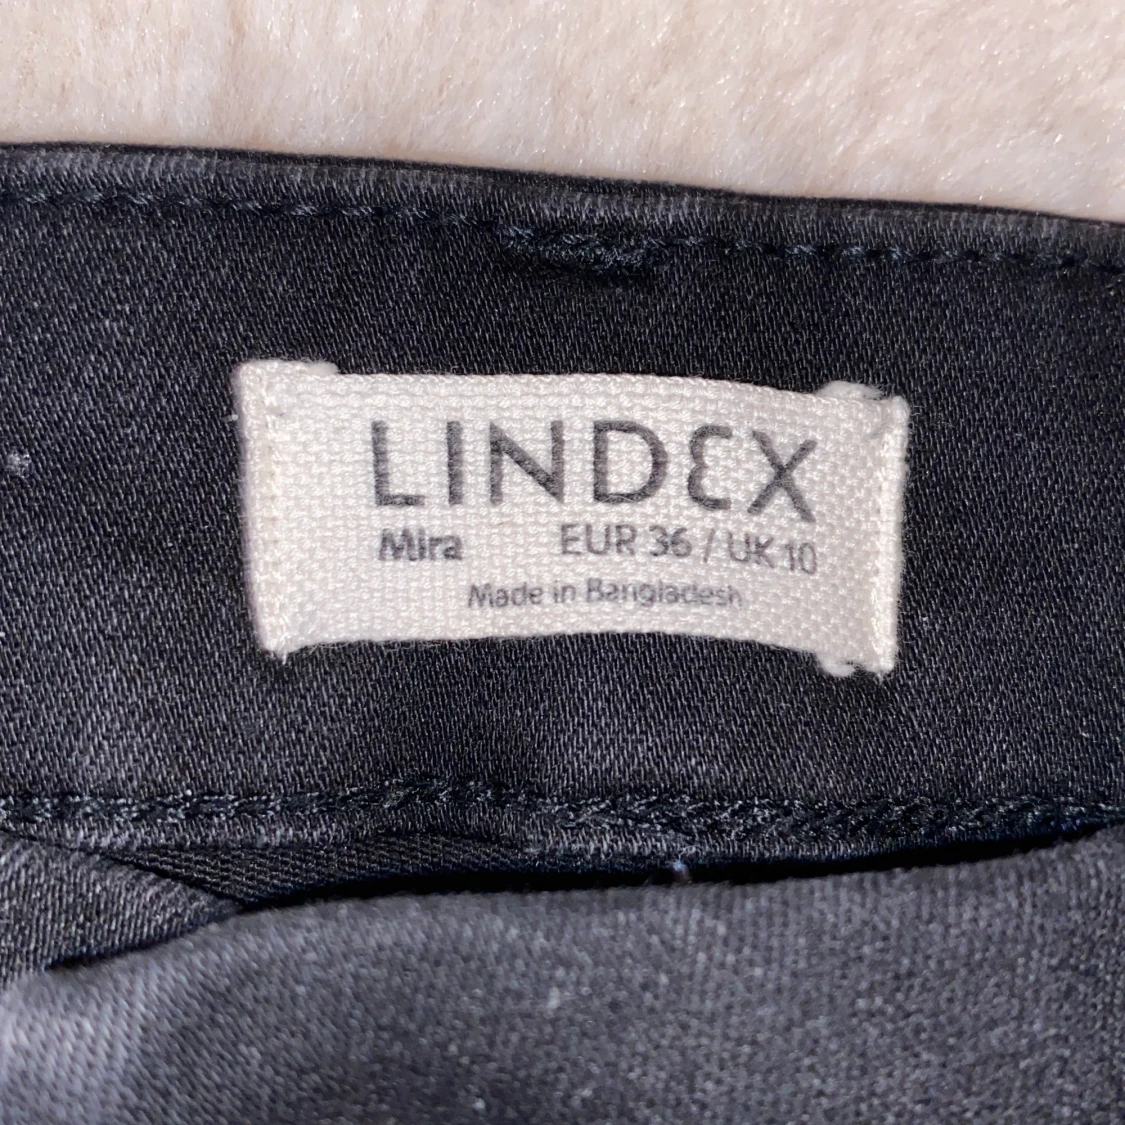 LINDEX
Mira EUR 36 / UK 10
Made in Bangladesh